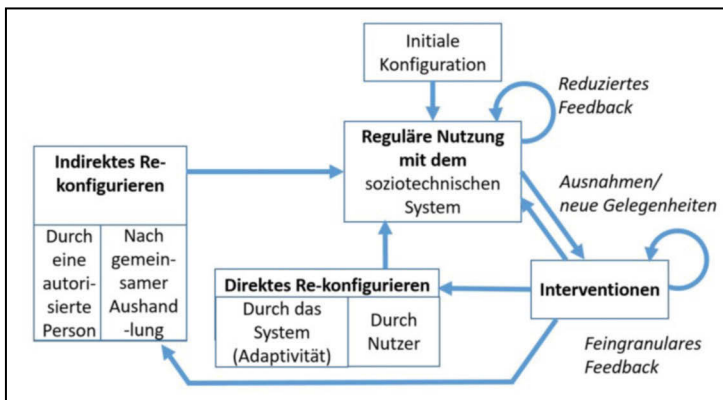 Initiale
Konfiguration
Reduziertes
Feedback
Reguläre Nutzung
mit dem
soziotechnischen
System
Indirektes Re-
konfigurieren
Ausnahmen/
neue Gelegenheiten
Durch
eine
autori-
sierte
Person
Nach
gemein-
samer
Aushand
-lung
Direktes Re-konfigurieren
Durch das
System
(Adaptivität)
Durch
Nutzer
Interventionen
Feingranulares
Feedback